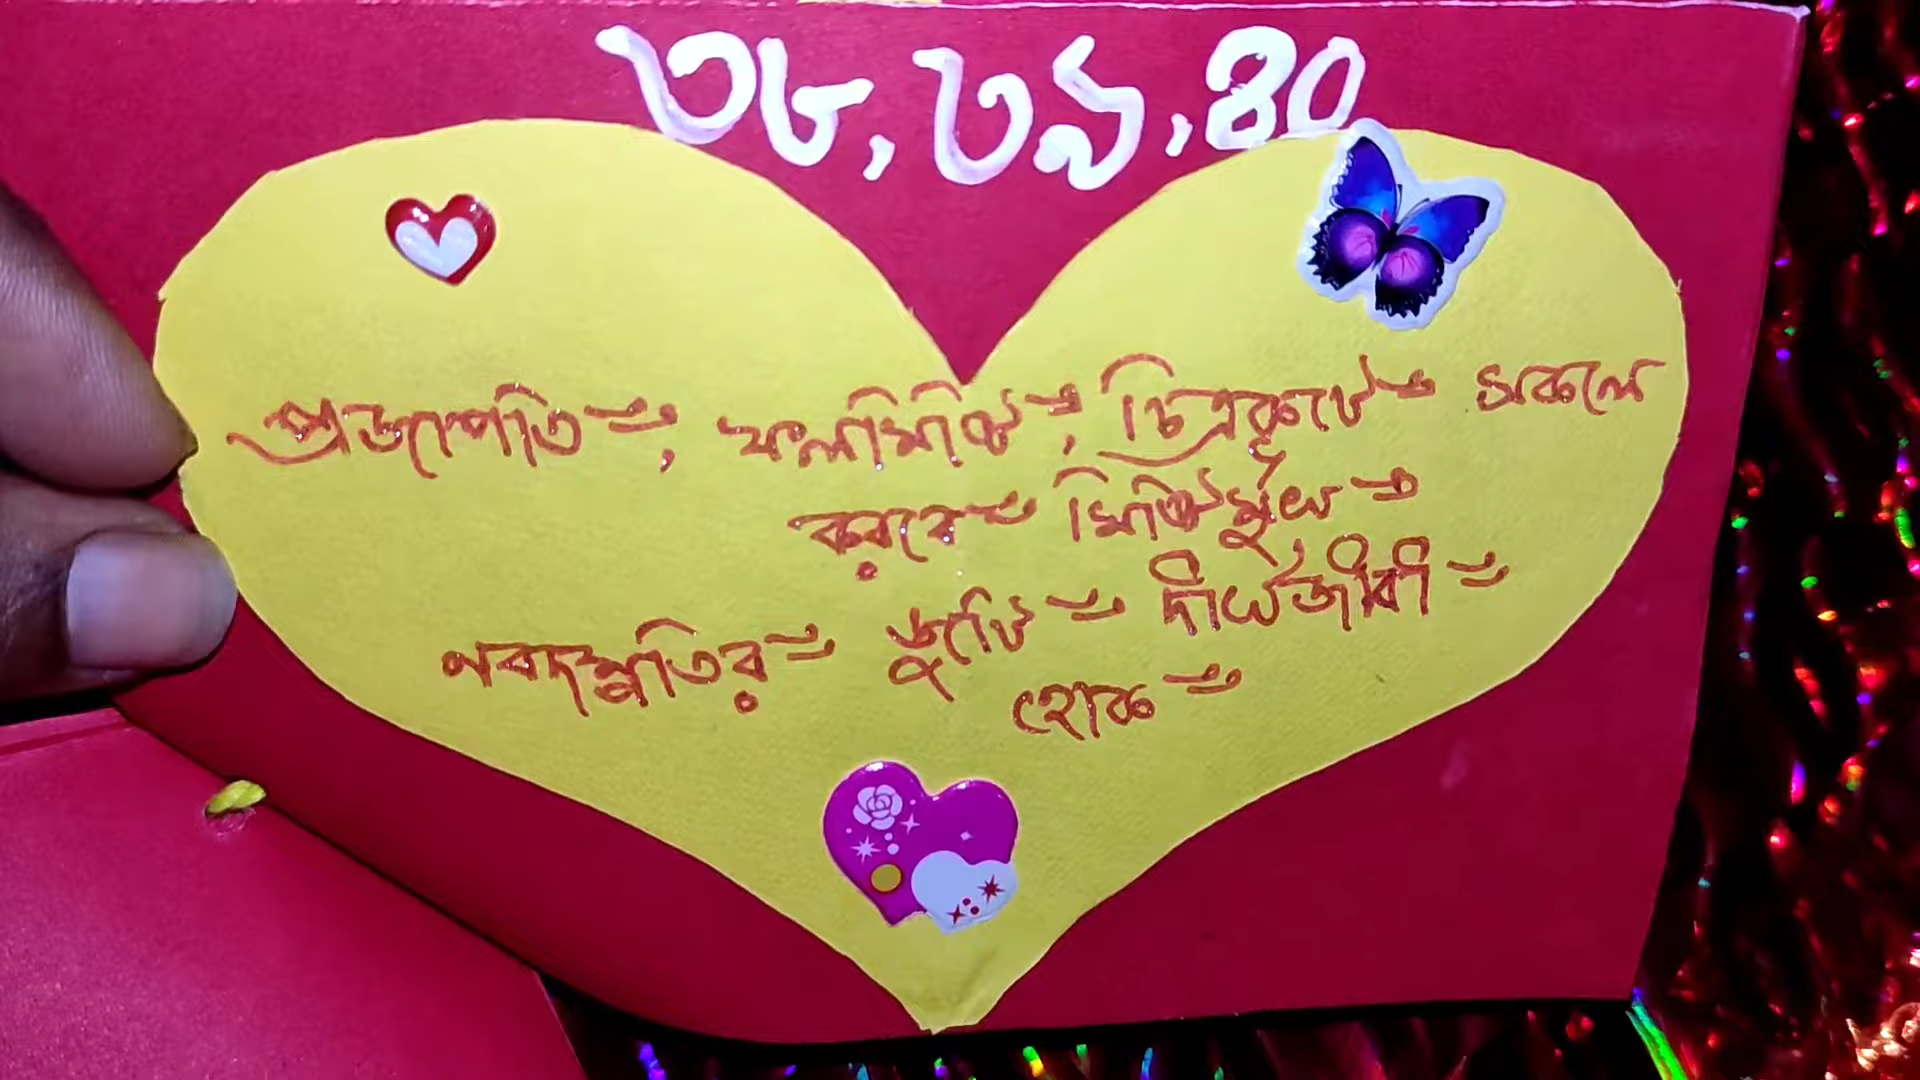 ৩৮, ৩৯, ৪০
প্রজাপতি, ফলমিষ্টি, চিত্রকূটে সকলে
করবে মিষ্টিমুখ
নবদম্পতির জুটি দীর্ঘজীবী
হোক